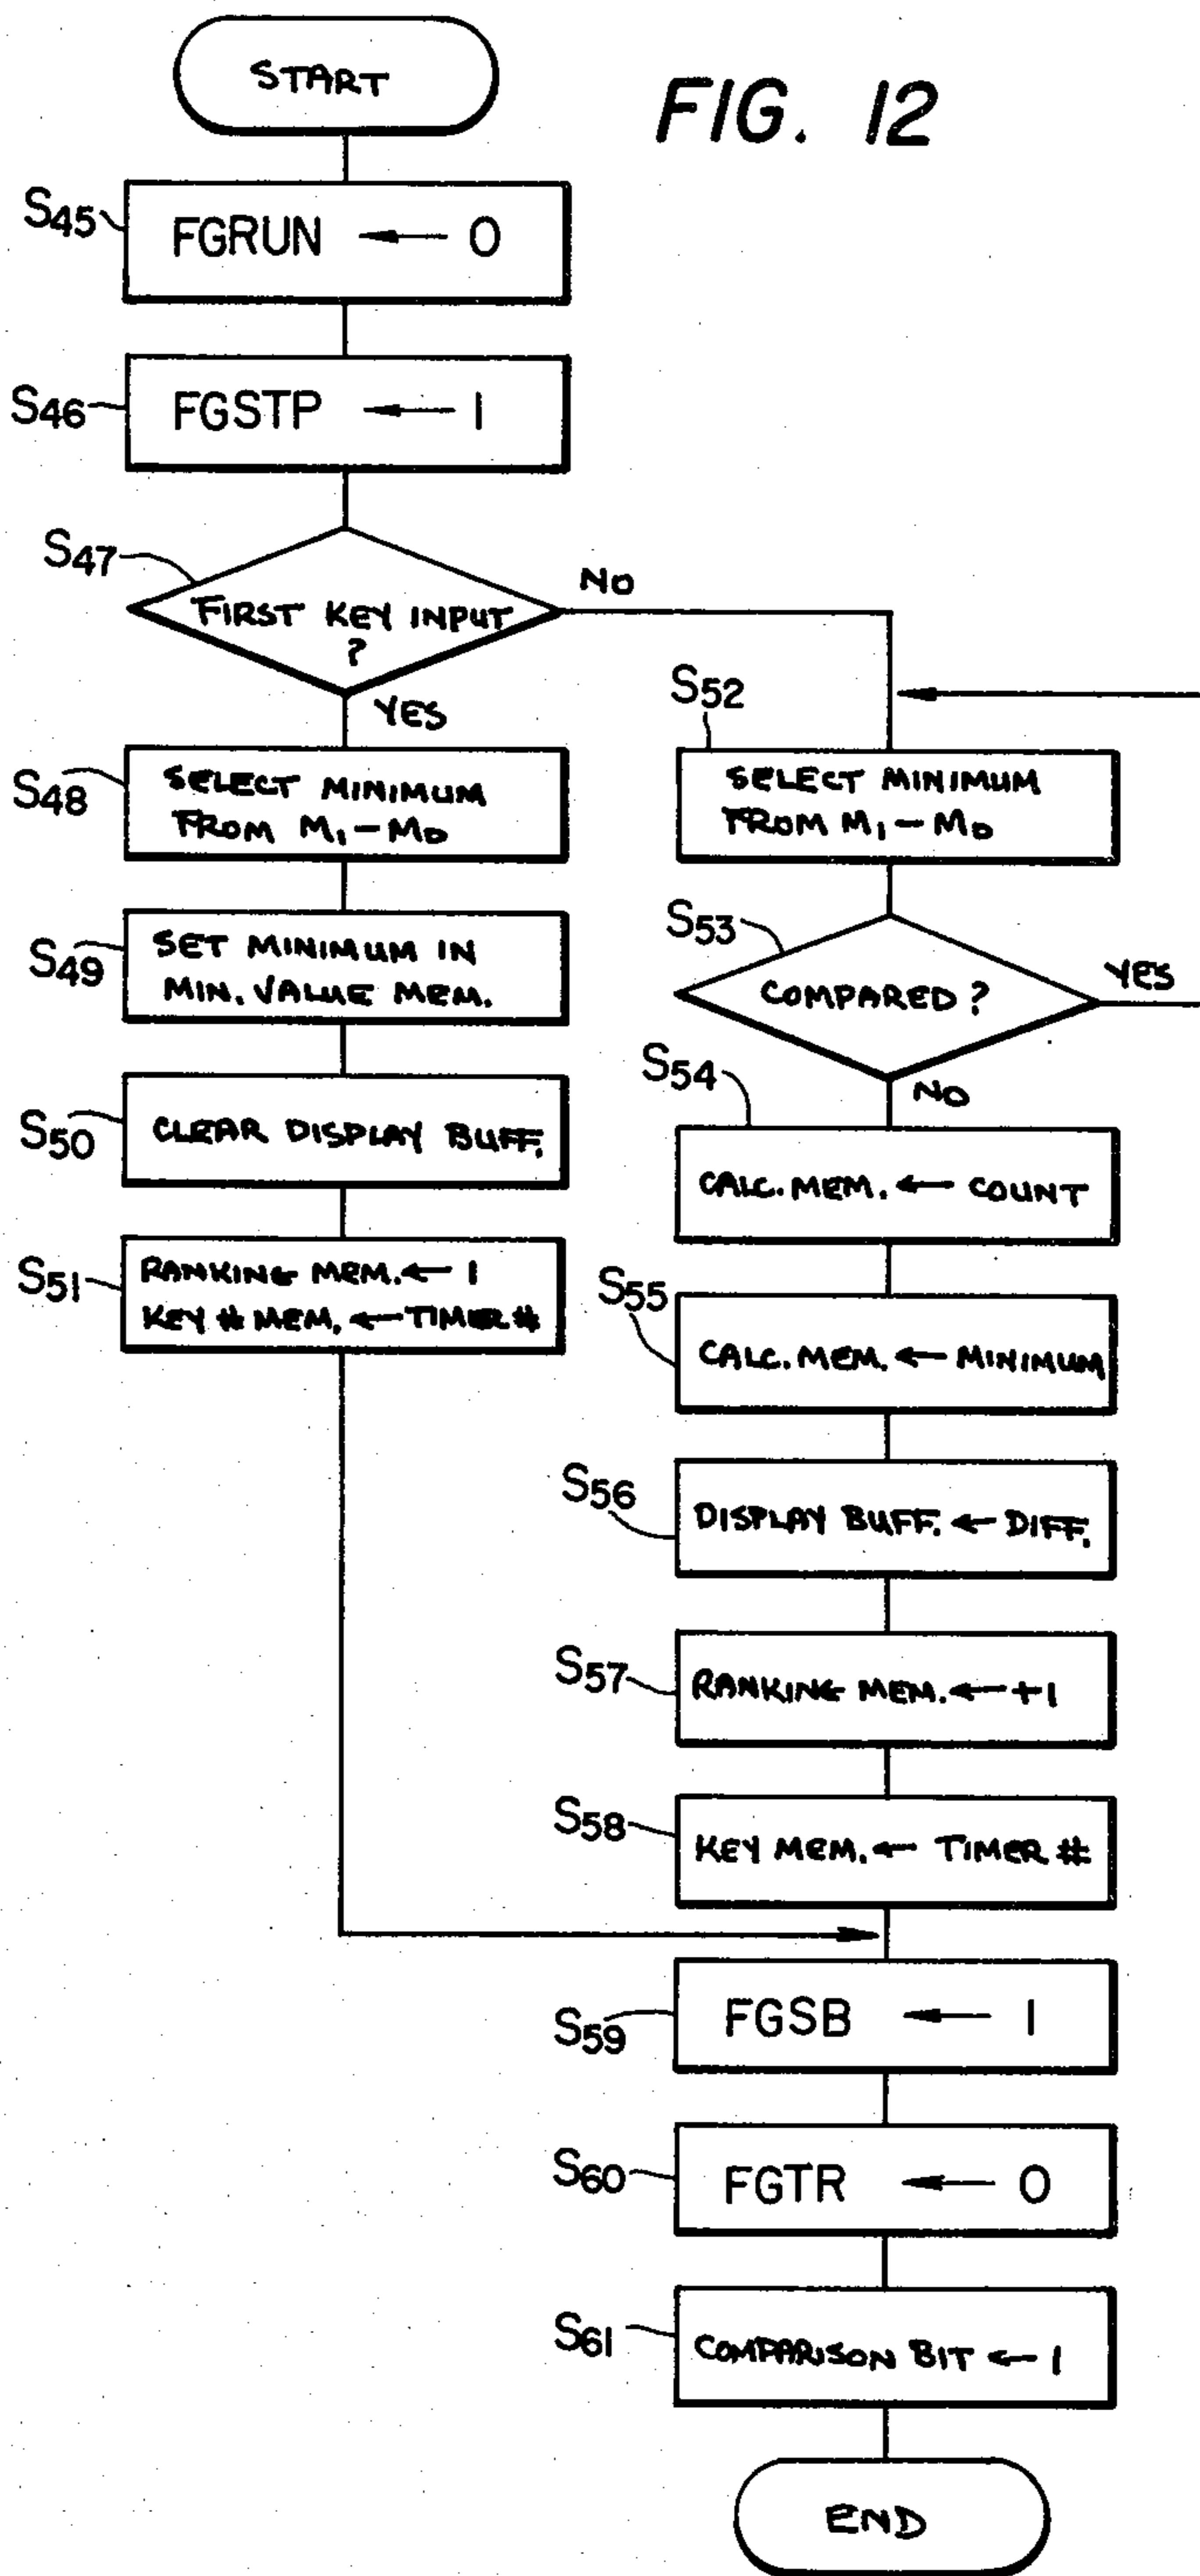 START
FIG. 12
S45
FGRUN ← 0
S46
FGSTP ← 1
S47
FIRST KEY INPUT
?
NO
YES
S48
SELECT MINIMUM
FROM M1 – MD
S49
SET MINIMUM IN
MIN. VALUE MEM.
S50
CLEAR DISPLAY BUFF.
S51
RANKING MEM. ← 1
KEY # MEM. ← TIMER #
S52
SELECT MINIMUM
FROM M1 – MD
S53
COMPARED ?
YES
NO
S54
CALC. MEM. ← COUNT
S55
CALC. MEM. ← MINIMUM
S56
DISPLAY BUFF. ← DIFF.
S57
RANKING MEM. ← +1
S58
KEY MEM. ← TIMER #
S59
FGSB ← 1
S60
FGTR ← 0
S61
COMPARISON BIT ← 1
END